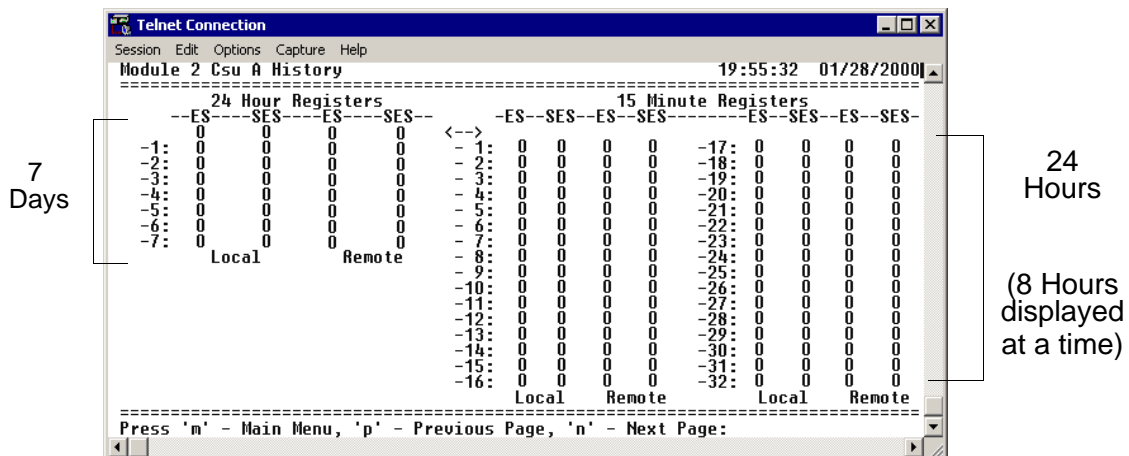 Telnet Connection
Session Edit Options Capture Help
Module 2 Csu A History 19:55:32 01/28/2000
================================================================================
24 Hour Registers 15 Minute Registers
--ES----SES----ES----SES-- -ES--SES--ES--SES--------ES--SES--ES--SES-
0 0 0 0 <-->
-1: 0 0 0 0 - 1: 0 0 0 0 -17: 0 0 0 0
-2: 0 0 0 0 - 2: 0 0 0 0 -18: 0 0 0 0
-3: 0 0 0 0 - 3: 0 0 0 0 -19: 0 0 0 0
-4: 0 0 0 0 - 4: 0 0 0 0 -20: 0 0 0 0
-5: 0 0 0 0 - 5: 0 0 0 0 -21: 0 0 0 0
-6: 0 0 0 0 - 6: 0 0 0 0 -22: 0 0 0 0
-7: 0 0 0 0 - 7: 0 0 0 0 -23: 0 0 0 0
Local Remote - 8: 0 0 0 0 -24: 0 0 0 0
- 9: 0 0 0 0 -25: 0 0 0 0
-10: 0 0 0 0 -26: 0 0 0 0
-11: 0 0 0 0 -27: 0 0 0 0
-12: 0 0 0 0 -28: 0 0 0 0
-13: 0 0 0 0 -29: 0 0 0 0
-14: 0 0 0 0 -30: 0 0 0 0
-15: 0 0 0 0 -31: 0 0 0 0
-16: 0 0 0 0 -32: 0 0 0 0
Local Remote Local Remote
================================================================================
Press 'm' - Main Menu, 'p' - Previous Page, 'n' - Next Page:
7
Days
24
Hours
(8 Hours
displayed
at a time)